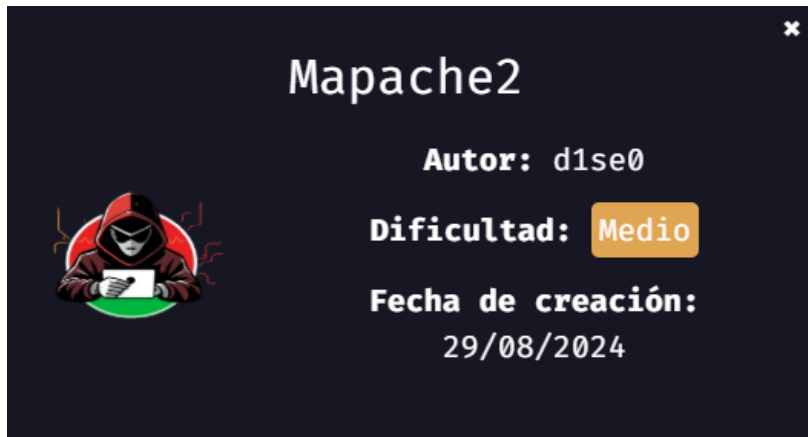 ✖
Mapache2
Autor: d1se0
Dificultad: Medio
Fecha de creación:
29/08/2024